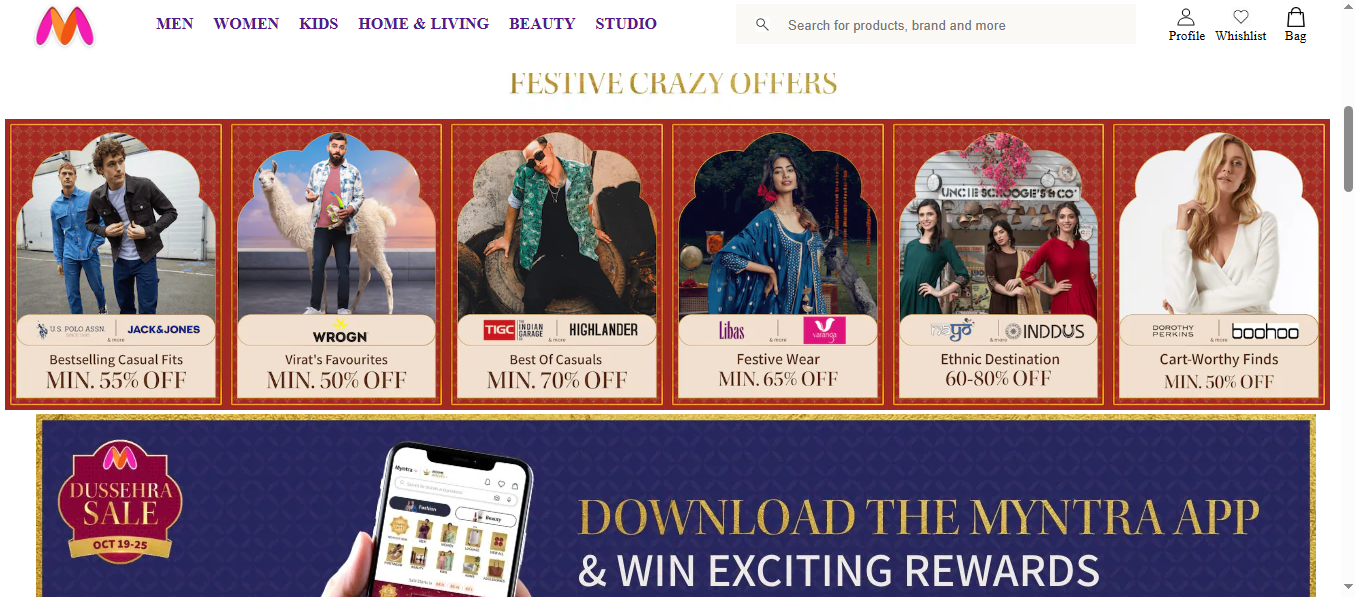 MEN WOMEN KIDS HOME & LIVING BEAUTY STUDIO
Search for products, brand and more
Profile Whishlist Bag
FESTIVE CRAZY OFFERS
UNCLE SCROOGE'S & CO
U.S. POLO ASSN.
SINCE 1890
JACK&JONES
& more
Bestselling Casual Fits
MIN. 55% OFF
WROGN
Virat's Favourites
MIN. 50% OFF
TIGC THE INDIAN GARAGE CO
HIGHLANDER
& more
Best Of Casuals
MIN. 70% OFF
Libas
Varanga
& more
Festive Wear
MIN. 65% OFF
INDDUS
& more
Ethnic Destination
60-80% OFF
DOROTHY
PERKINS
boohoo
& more
Cart-Worthy Finds
MIN. 50% OFF
DUSSEHRA
SALE
OCT 19-25
Myntra
Fashion
Beauty
DOWNLOAD THE MYNTRA APP
& WIN EXCITING REWARDS